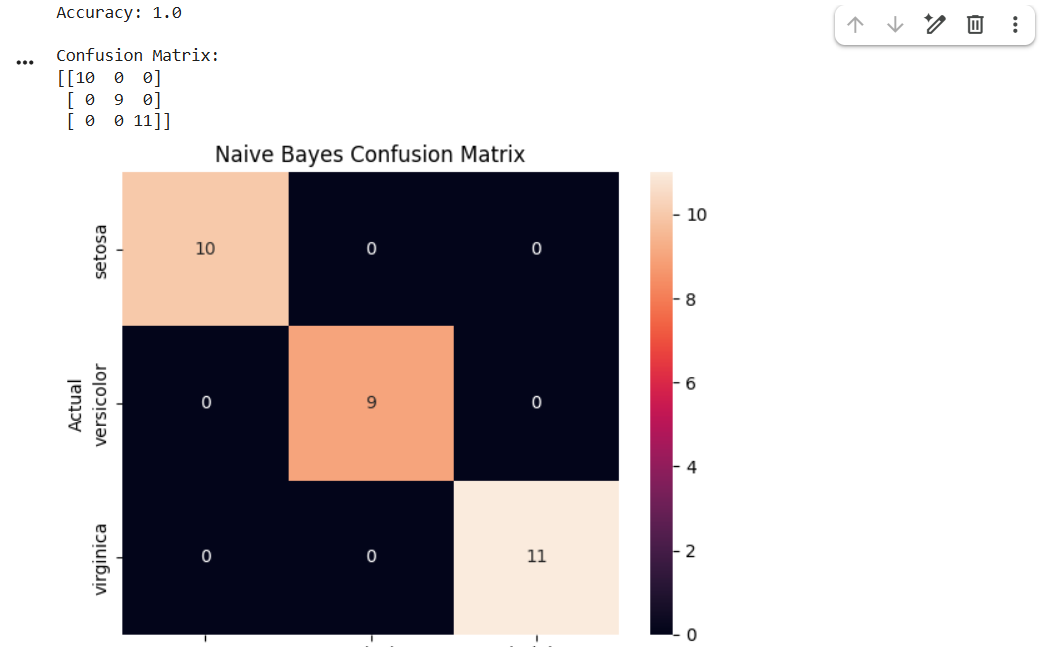 Accuracy: 1.0
Confusion Matrix:
[[10  0  0]
 [ 0  9  0]
 [ 0  0 11]]
Naive Bayes Confusion Matrix
setosa
10 0 0
10
8
Actual
versicolor
0 9 0
6
4
virginica
0 0 11
2
0